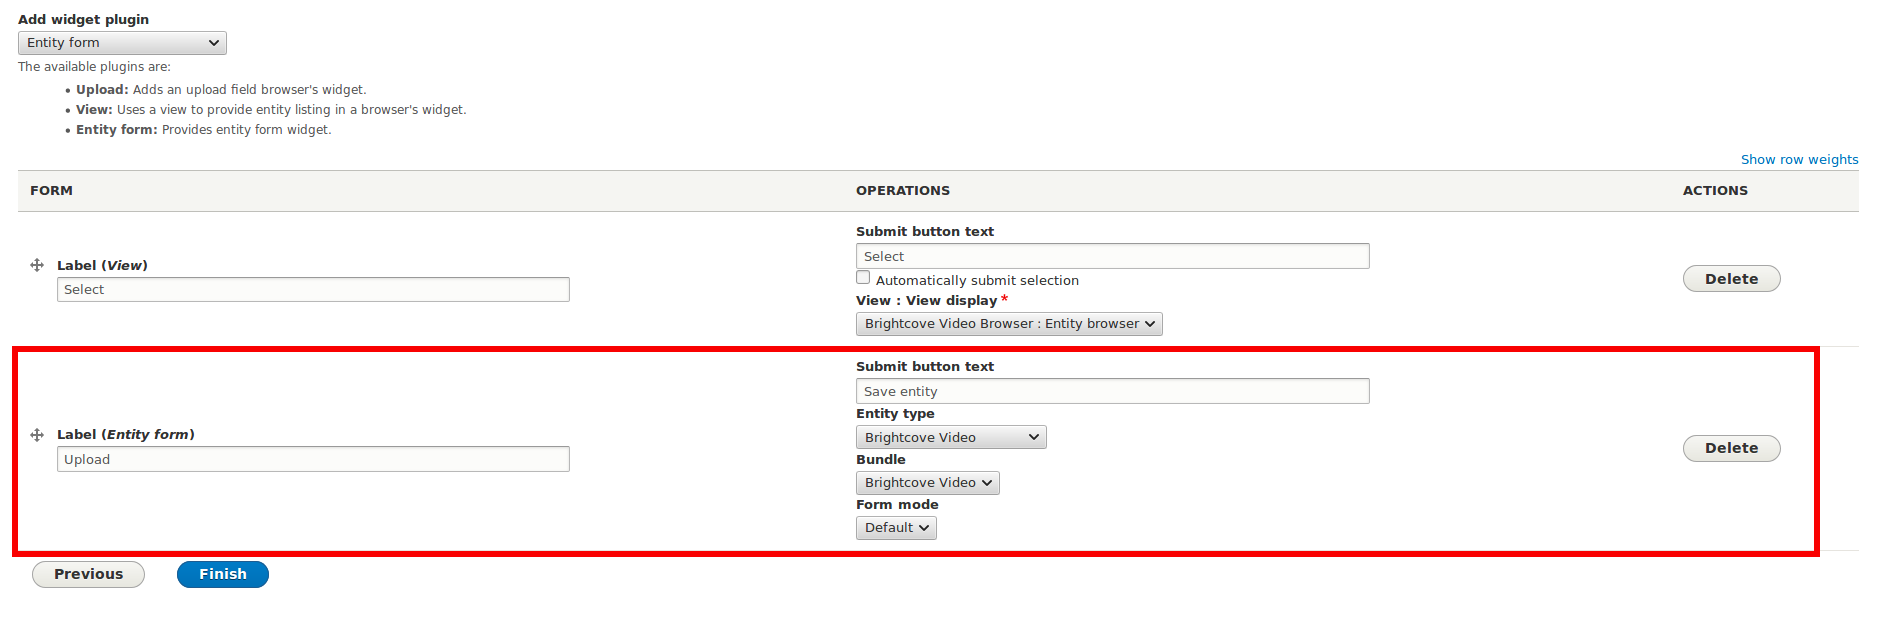 Add widget plugin
Entity form
The available plugins are:
• Upload: Adds an upload field browser's widget.
• View: Uses a view to provide entity listing in a browser's widget.
• Entity form: Provides entity form widget.
Show row weights
FORM OPERATIONS ACTIONS
Label (View)
Select
Submit button text
Select
Automatically submit selection
View : View display *
Brightcove Video Browser : Entity browser
Delete
Label (Entity form)
Upload
Submit button text
Save entity
Entity type
Brightcove Video
Bundle
Brightcove Video
Form mode
Default
Delete
Previous Finish